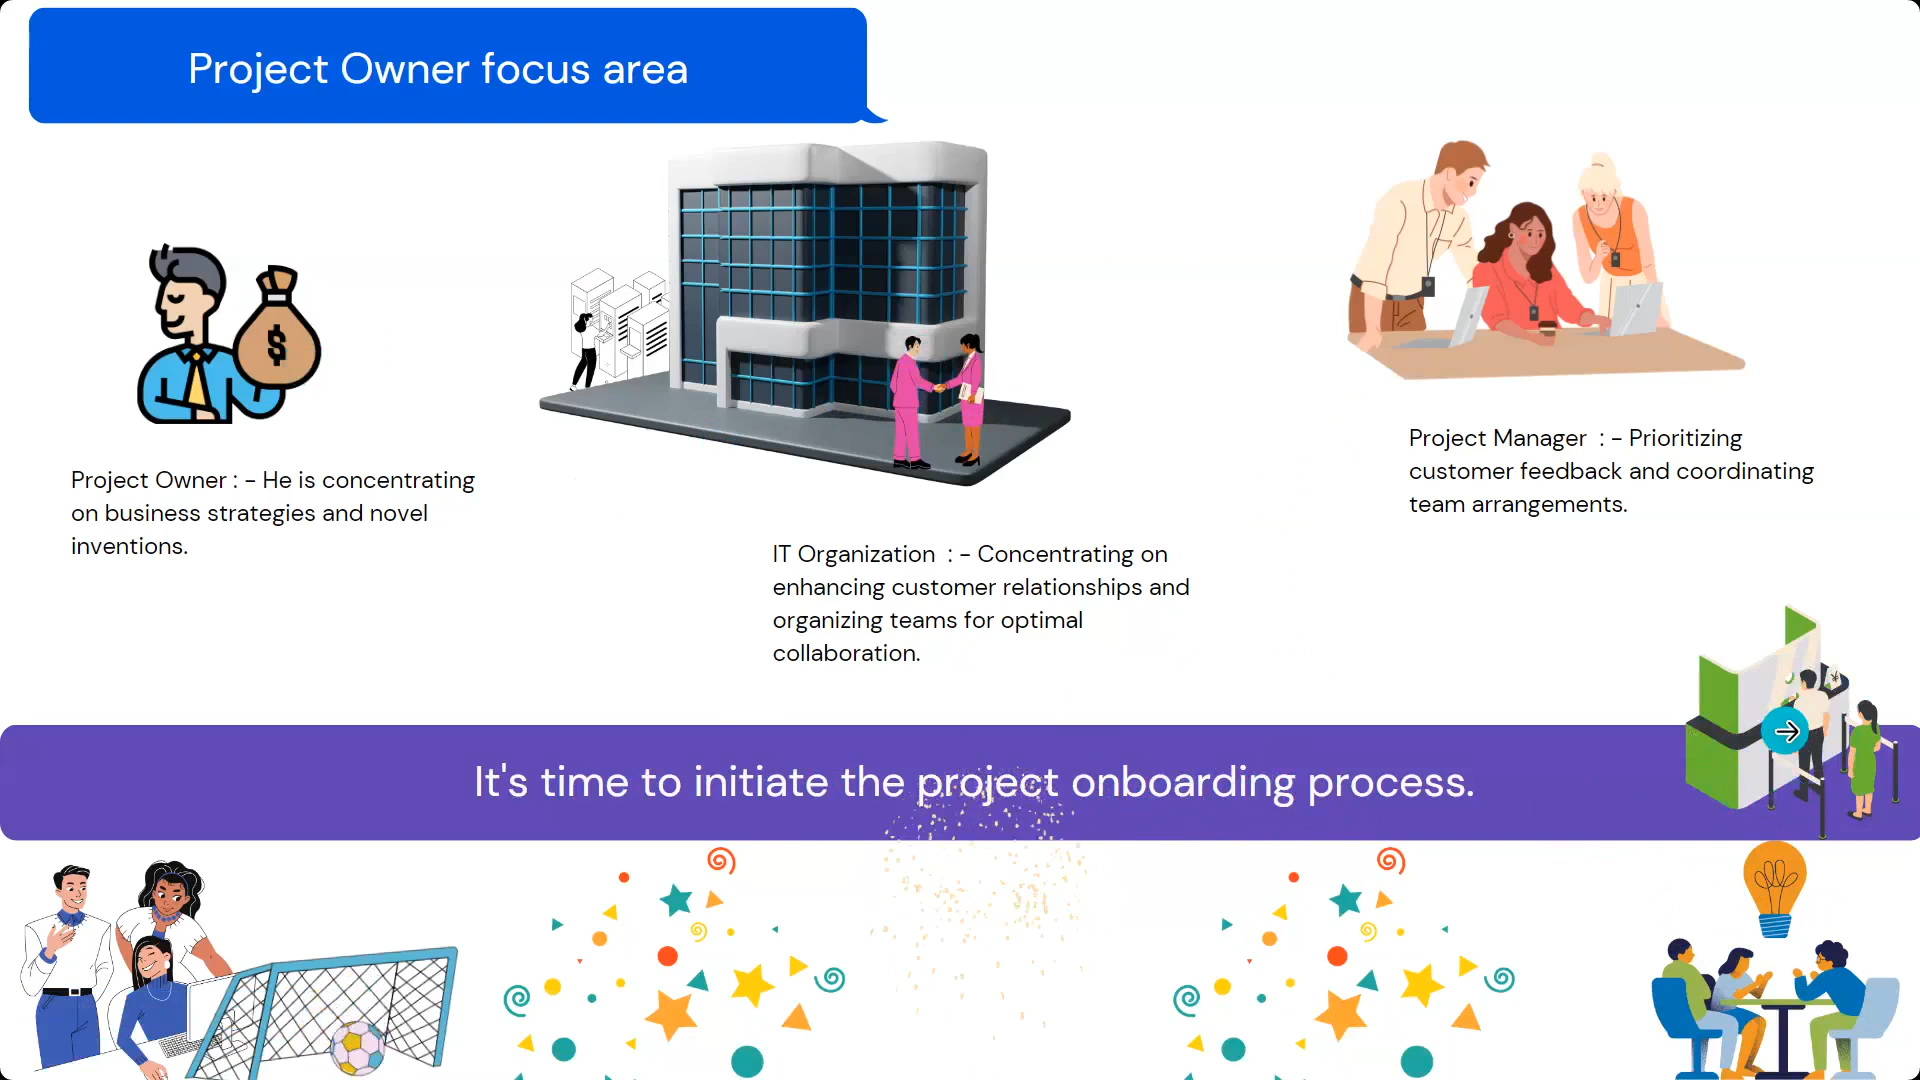 Project Owner focus area
$
Project Owner : - He is concentrating
on business strategies and novel
inventions.
Project Manager : - Prioritizing
customer feedback and coordinating
team arrangements.
IT Organization : - Concentrating on
enhancing customer relationships and
organizing teams for optimal
collaboration.
It's time to initiate the project onboarding process.